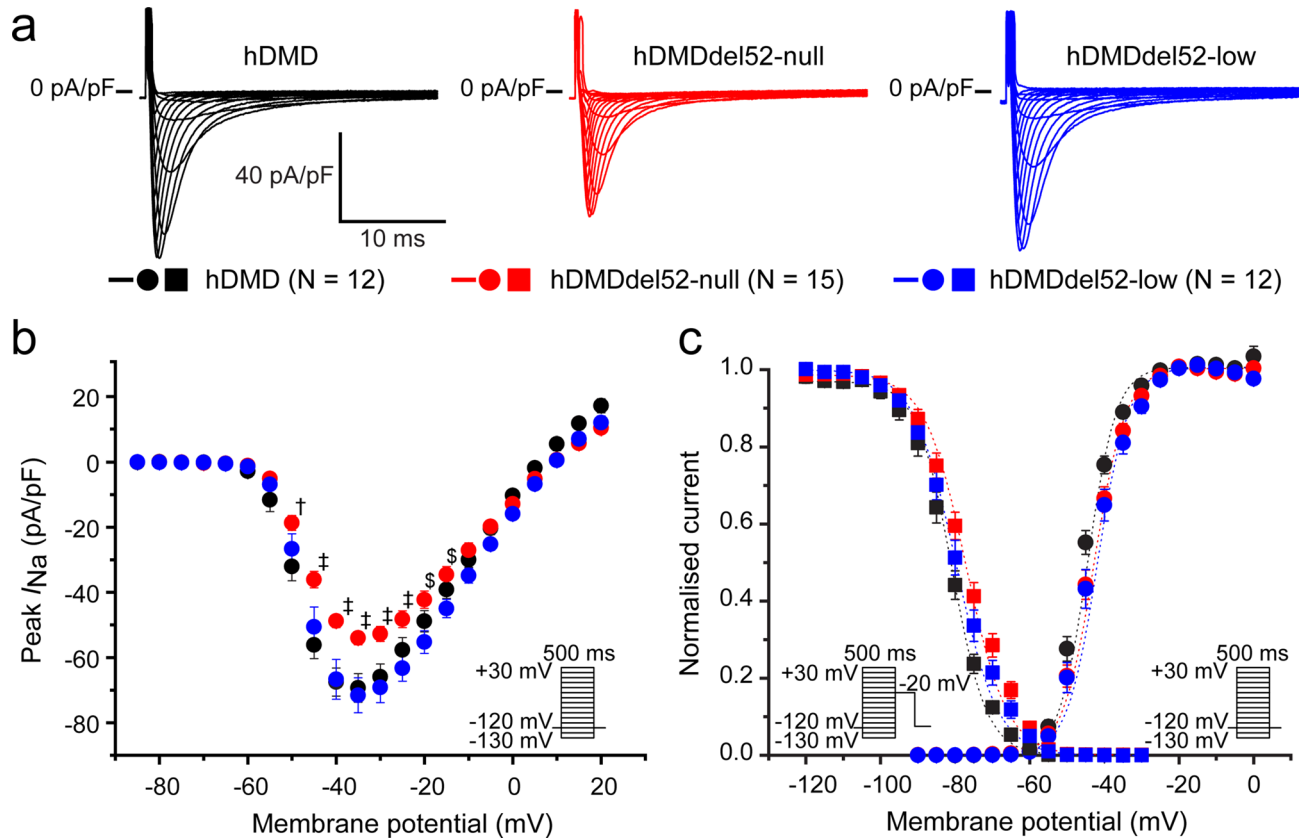 a
hDMD
hDMDdel52-null
hDMDdel52-low
0 pA/pF
0 pA/pF
0 pA/pF
40 pA/pF
10 ms
hDMD (N = 12)
hDMDdel52-null (N = 15)
hDMDdel52-low (N = 12)
b
Peak INa (pA/pF)
20
0
-20
-40
-60
-80
† ‡ ‡ ‡ ‡ ‡ $ $
500 ms
+30 mV
-120 mV
-130 mV
-80 -60 -40 -20 0 20
Membrane potential (mV)
c
Normalised current
1.0
0.8
0.6
0.4
0.2
0.0
500 ms
+30 mV
-20 mV
-120 mV
-130 mV
500 ms
+30 mV
-120 mV
-130 mV
-120 -100 -80 -60 -40 -20 0
Membrane potential (mV)